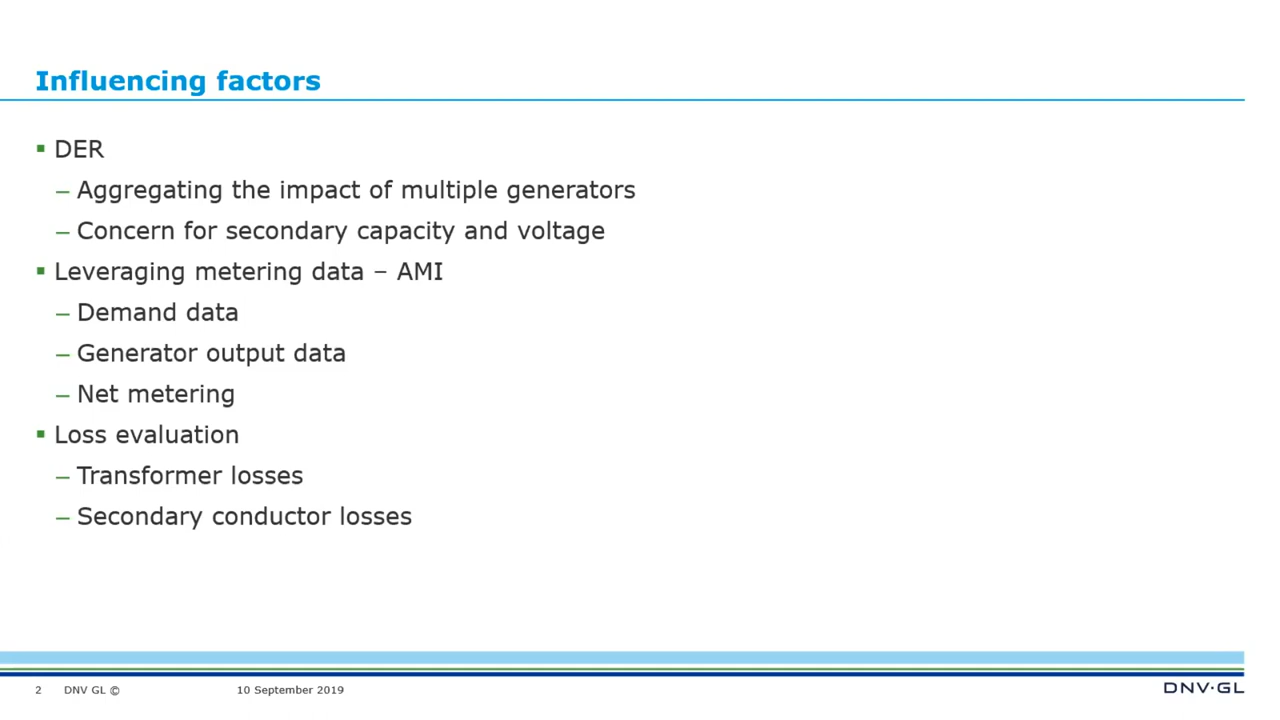 Influencing factors
▪ DER
– Aggregating the impact of multiple generators
– Concern for secondary capacity and voltage
▪ Leveraging metering data – AMI
– Demand data
– Generator output data
– Net metering
▪ Loss evaluation
– Transformer losses
– Secondary conductor losses
2 DNV GL © 10 September 2019 DNV·GL